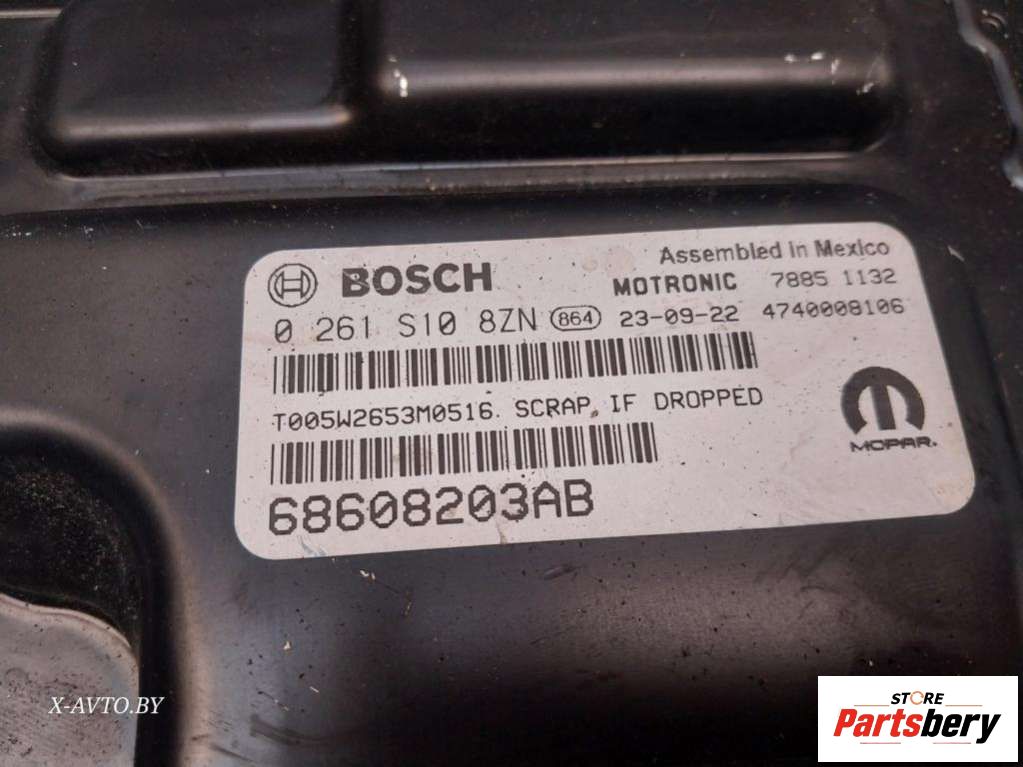 Assembled in Mexico
BOSCH MOTRONIC 7885 1132
0 261 S10 8ZN 864 23-09-22 4740008106
T005W2653M0516 SCRAP IF DROPPED
MOPAR.
68608203AB
X-AVTO.BY
STORE
Partsbery